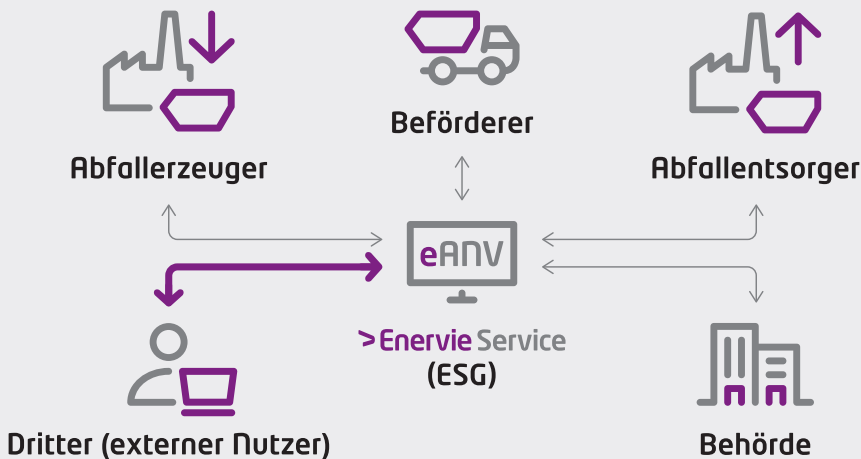 Beförderer
Abfallerzeuger
Abfallentsorger
eANV
>Enervie Service
(ESG)
Dritter (externer Nutzer)
Behörde